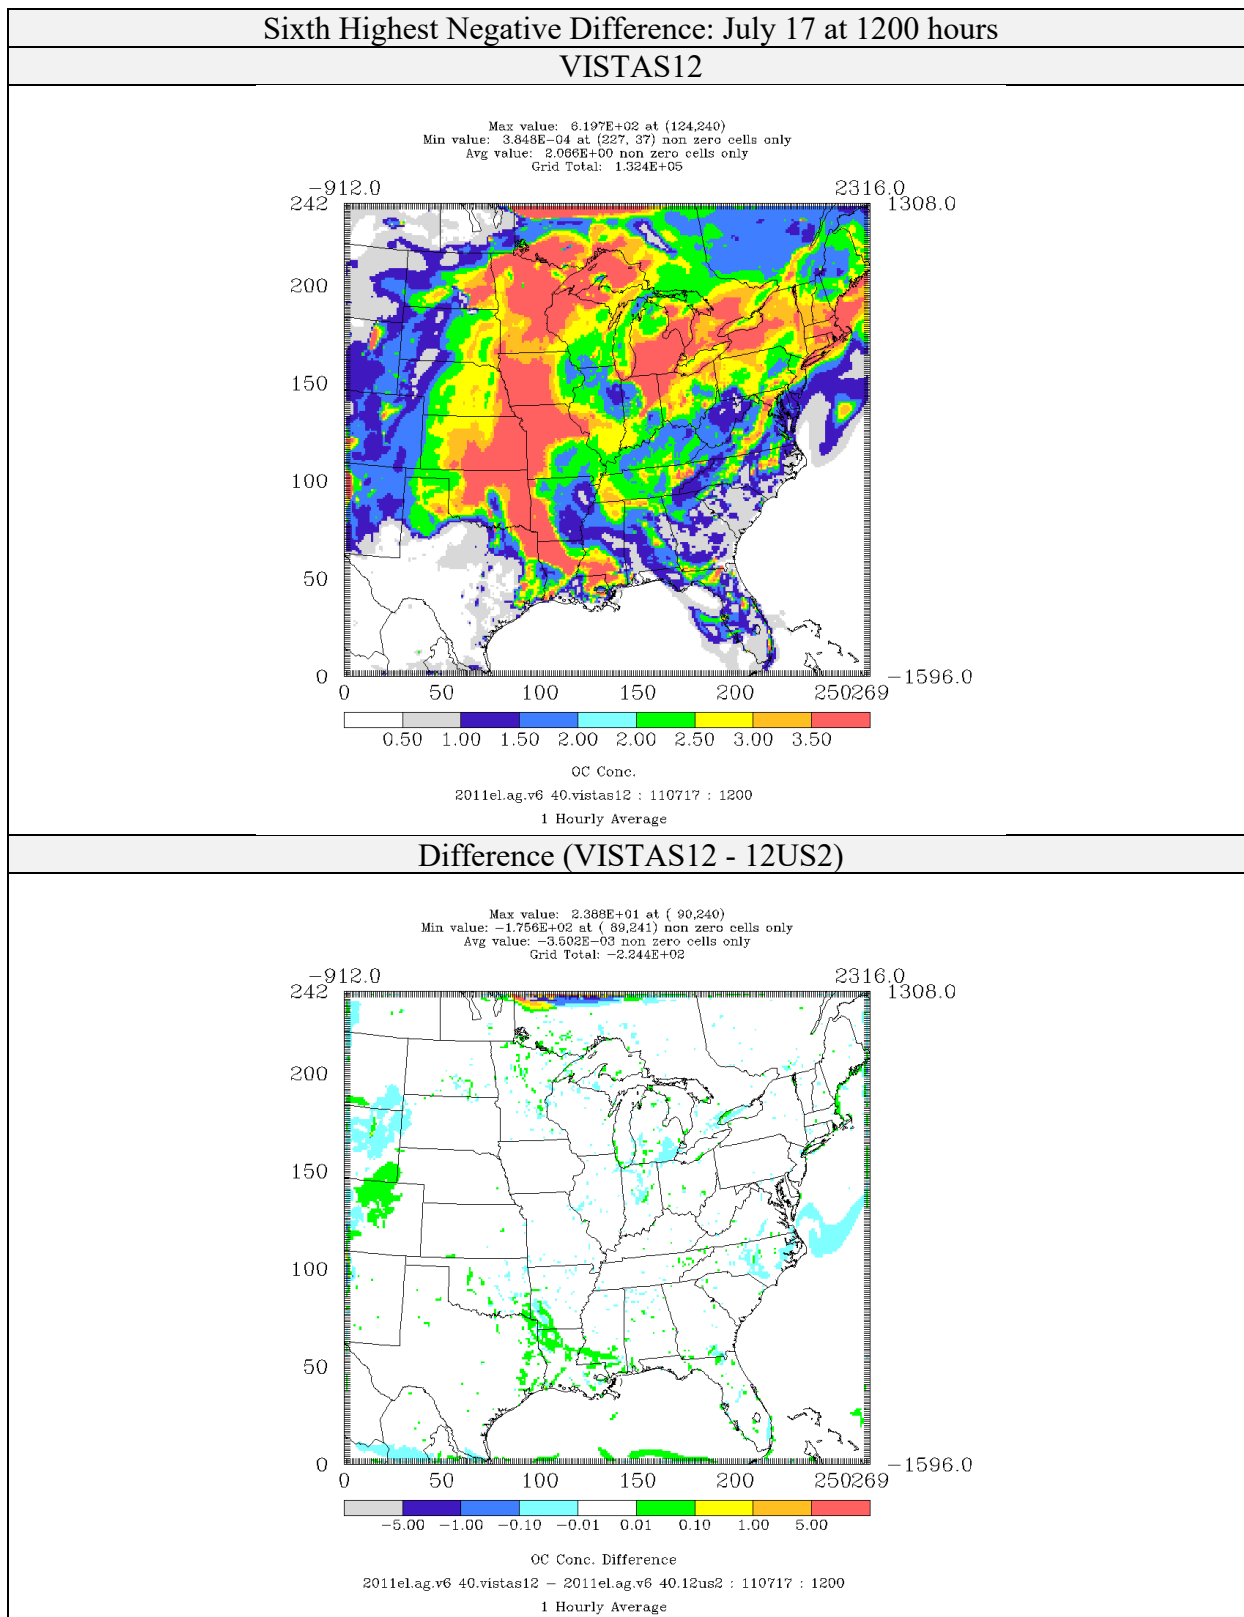 Sixth Highest Negative Difference: July 17 at 1200 hours
VISTAS12
Max value: 6.197E+02 at (124,240)
Min value: 3.848E-04 at (227, 37) non zero cells only
Avg value: 2.066E+00 non zero cells only
Grid Total: 1.324E+05
-912.0 2316.0
242 1308.0
200
150
100
50
0 -1596.0
0 50 100 150 200 250269
0.50 1.00 1.50 2.00 2.00 2.50 3.00 3.50
OC Conc.
2011el.ag.v6 40.vistas12 : 110717 : 1200
1 Hourly Average
Difference (VISTAS12 - 12US2)
Max value: 2.388E+01 at ( 90,240)
Min value: -1.756E+02 at ( 89,241) non zero cells only
Avg value: -3.502E-03 non zero cells only
Grid Total: -2.244E+02
-912.0 2316.0
242 1308.0
200
150
100
50
0 -1596.0
0 50 100 150 200 250269
-5.00 -1.00 -0.10 -0.01 0.01 0.10 1.00 5.00
OC Conc. Difference
2011el.ag.v6 40.vistas12 - 2011el.ag.v6 40.12us2 : 110717 : 1200
1 Hourly Average